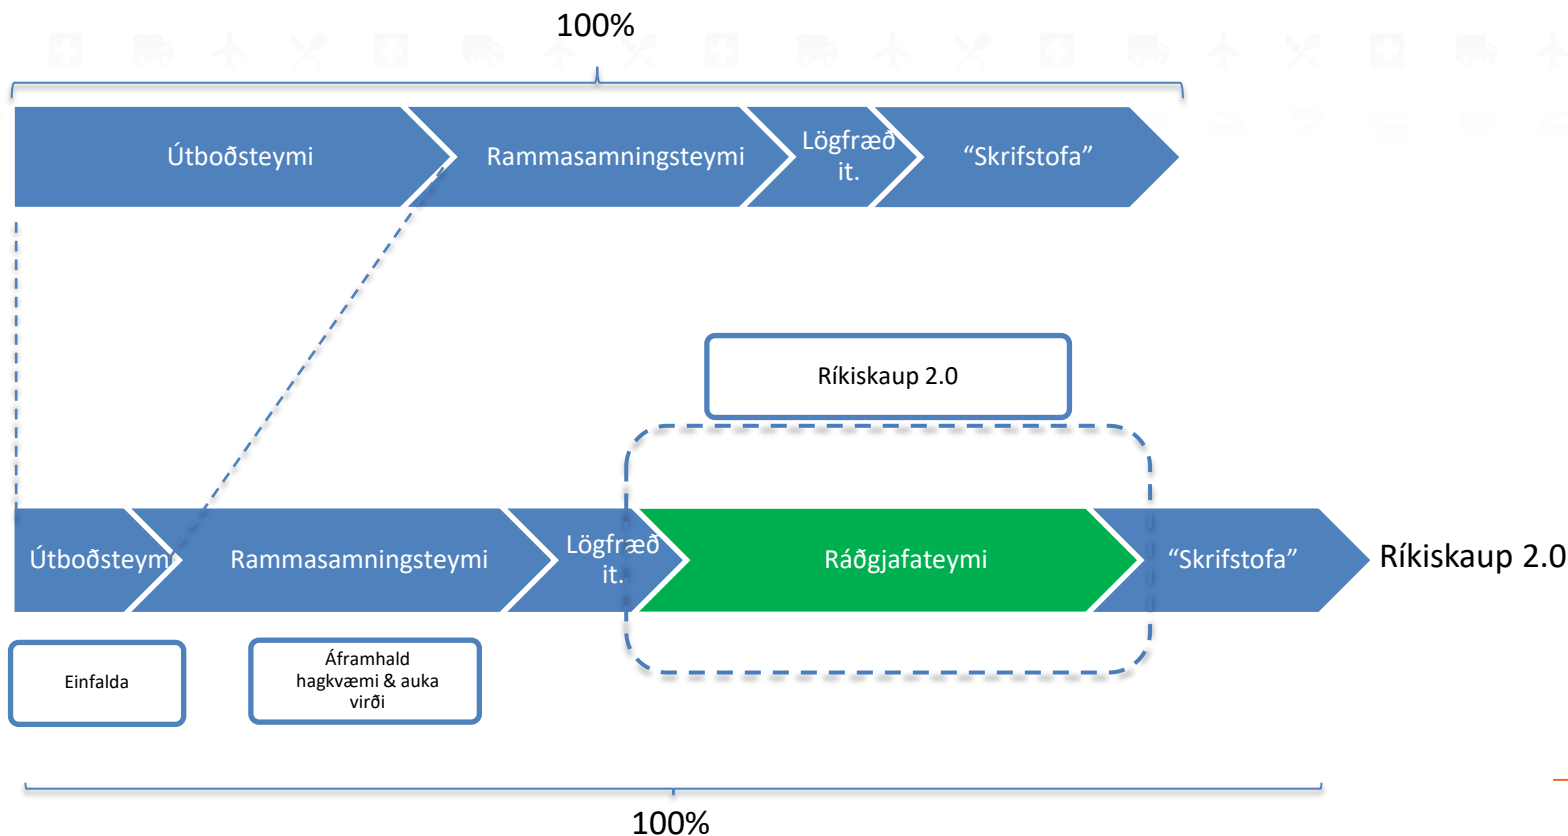 100%
Útboðsteymi
Rammasamningsteymi
Lögfræð
it.
“Skrifstofa”
Ríkiskaup 2.0
Útboðsteymi
Rammasamningsteymi
Lögfræð
it.
Ráðgjafateymi
“Skrifstofa”
Ríkiskaup 2.0
Einfalda
Áframhald
hagkvæmi & auka
virði
100%